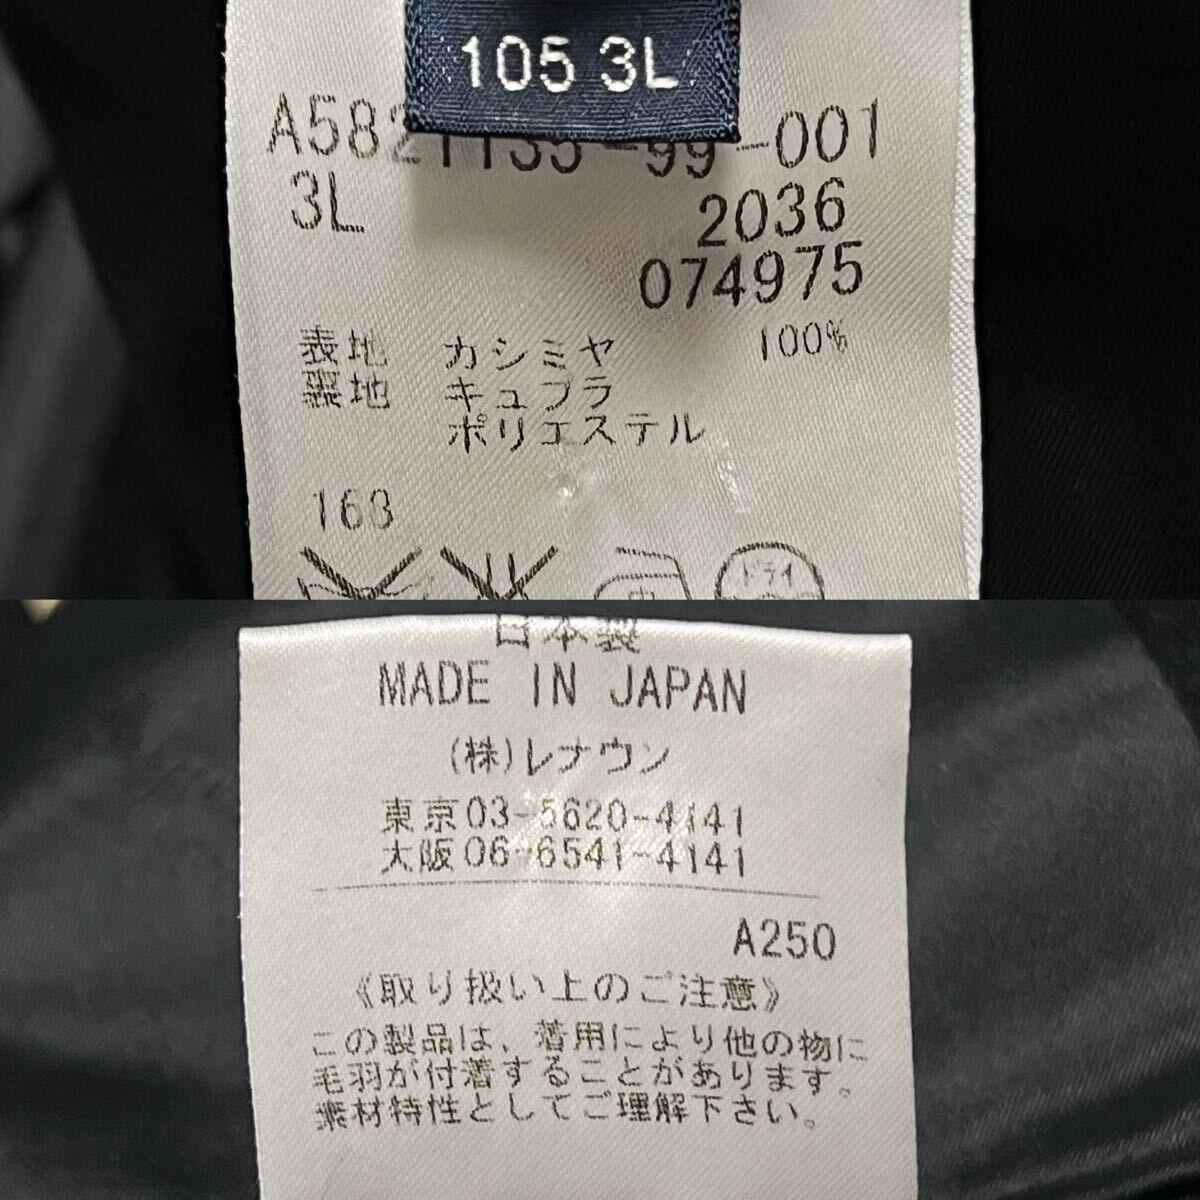 105 3L
A5821135-99-001
3L 2036
074975
表地 カシミヤ 100%
裏地 キュプラ
ポリエステル
168
ドライ
日本製
MADE IN JAPAN
(株)レナウン
東京03-5620-4141
大阪06-6541-4141
A250
《取り扱い上のご注意》
この製品は、着用により他の物に
毛羽が付着することがあります。
素材特性としてご理解下さい。